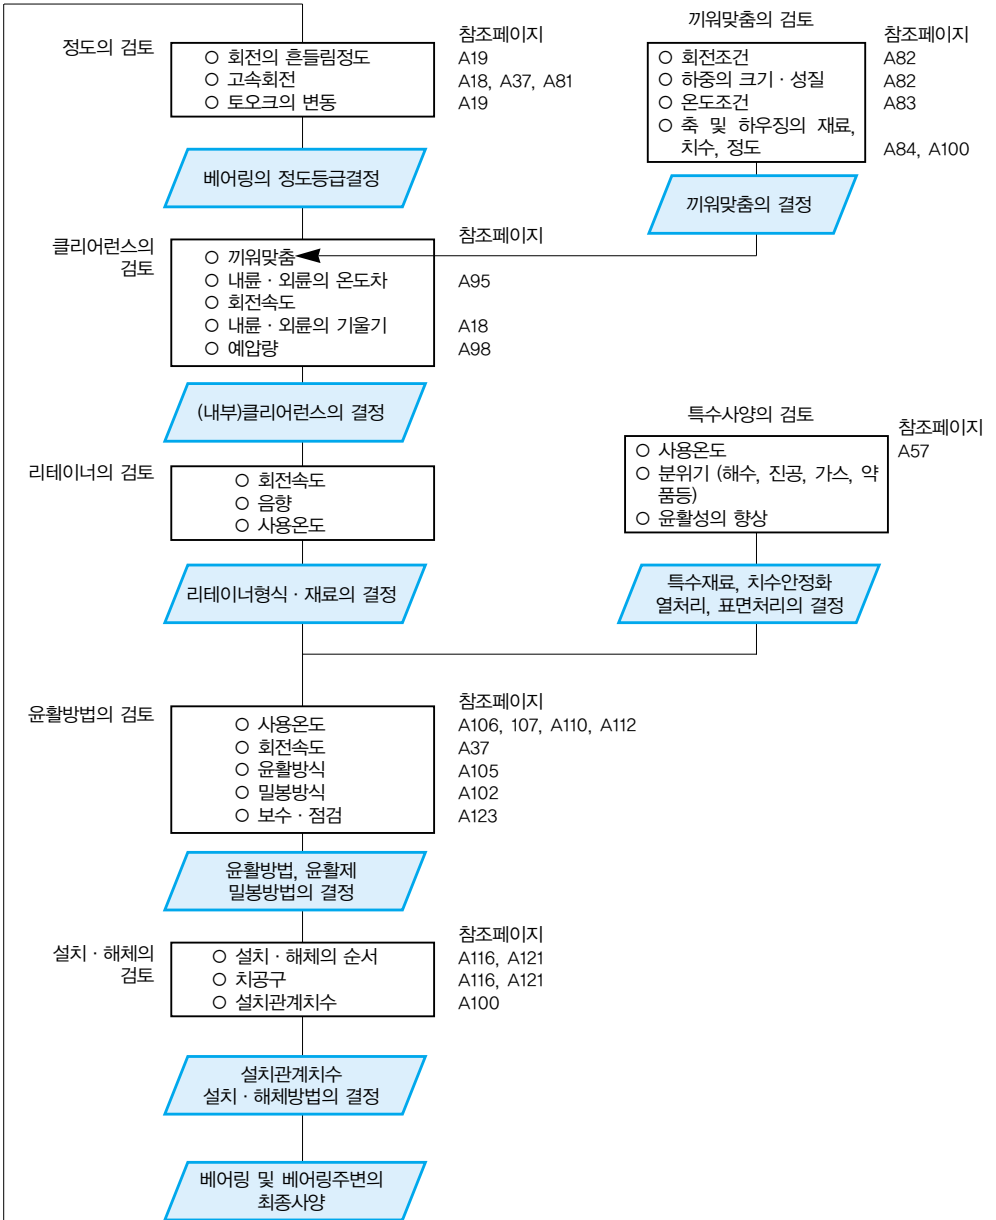 정도의 검토
참조페이지
○ 회전의 흔들림정도
A19
○ 고속회전
A18, A37, A81
○ 토오크의 변동
A19
베어링의 정도등급결정
끼워맞춤의 검토
참조페이지
○ 회전조건
A82
○ 하중의 크기 · 성질
A82
○ 온도조건
A83
○ 축 및 하우징의 재료,
치수, 정도
A84, A100
끼워맞춤의 결정
클리어런스의
검토
참조페이지
○ 끼워맞춤
○ 내륜 · 외륜의 온도차
A95
○ 회전속도
○ 내륜 · 외륜의 기울기
A18
○ 예압량
A98
(내부)클리어런스의 결정
리테이너의 검토
○ 회전속도
○ 음향
○ 사용온도
리테이너형식 · 재료의 결정
특수사양의 검토
참조페이지
○ 사용온도
A57
○ 분위기 (해수, 진공, 가스, 약
품등)
○ 윤활성의 향상
특수재료, 치수안정화
열처리, 표면처리의 결정
윤활방법의 검토
참조페이지
○ 사용온도
A106, 107, A110, A112
○ 회전속도
A37
○ 윤활방식
A105
○ 밀봉방식
A102
○ 보수 · 점검
A123
윤활방법, 윤활제
밀봉방법의 결정
설치 · 해체의
검토
참조페이지
○ 설치 · 해체의 순서
A116, A121
○ 치공구
A116, A121
○ 설치관계치수
A100
설치관계치수
설치 · 해체방법의 결정
베어링 및 베어링주변의
최종사양